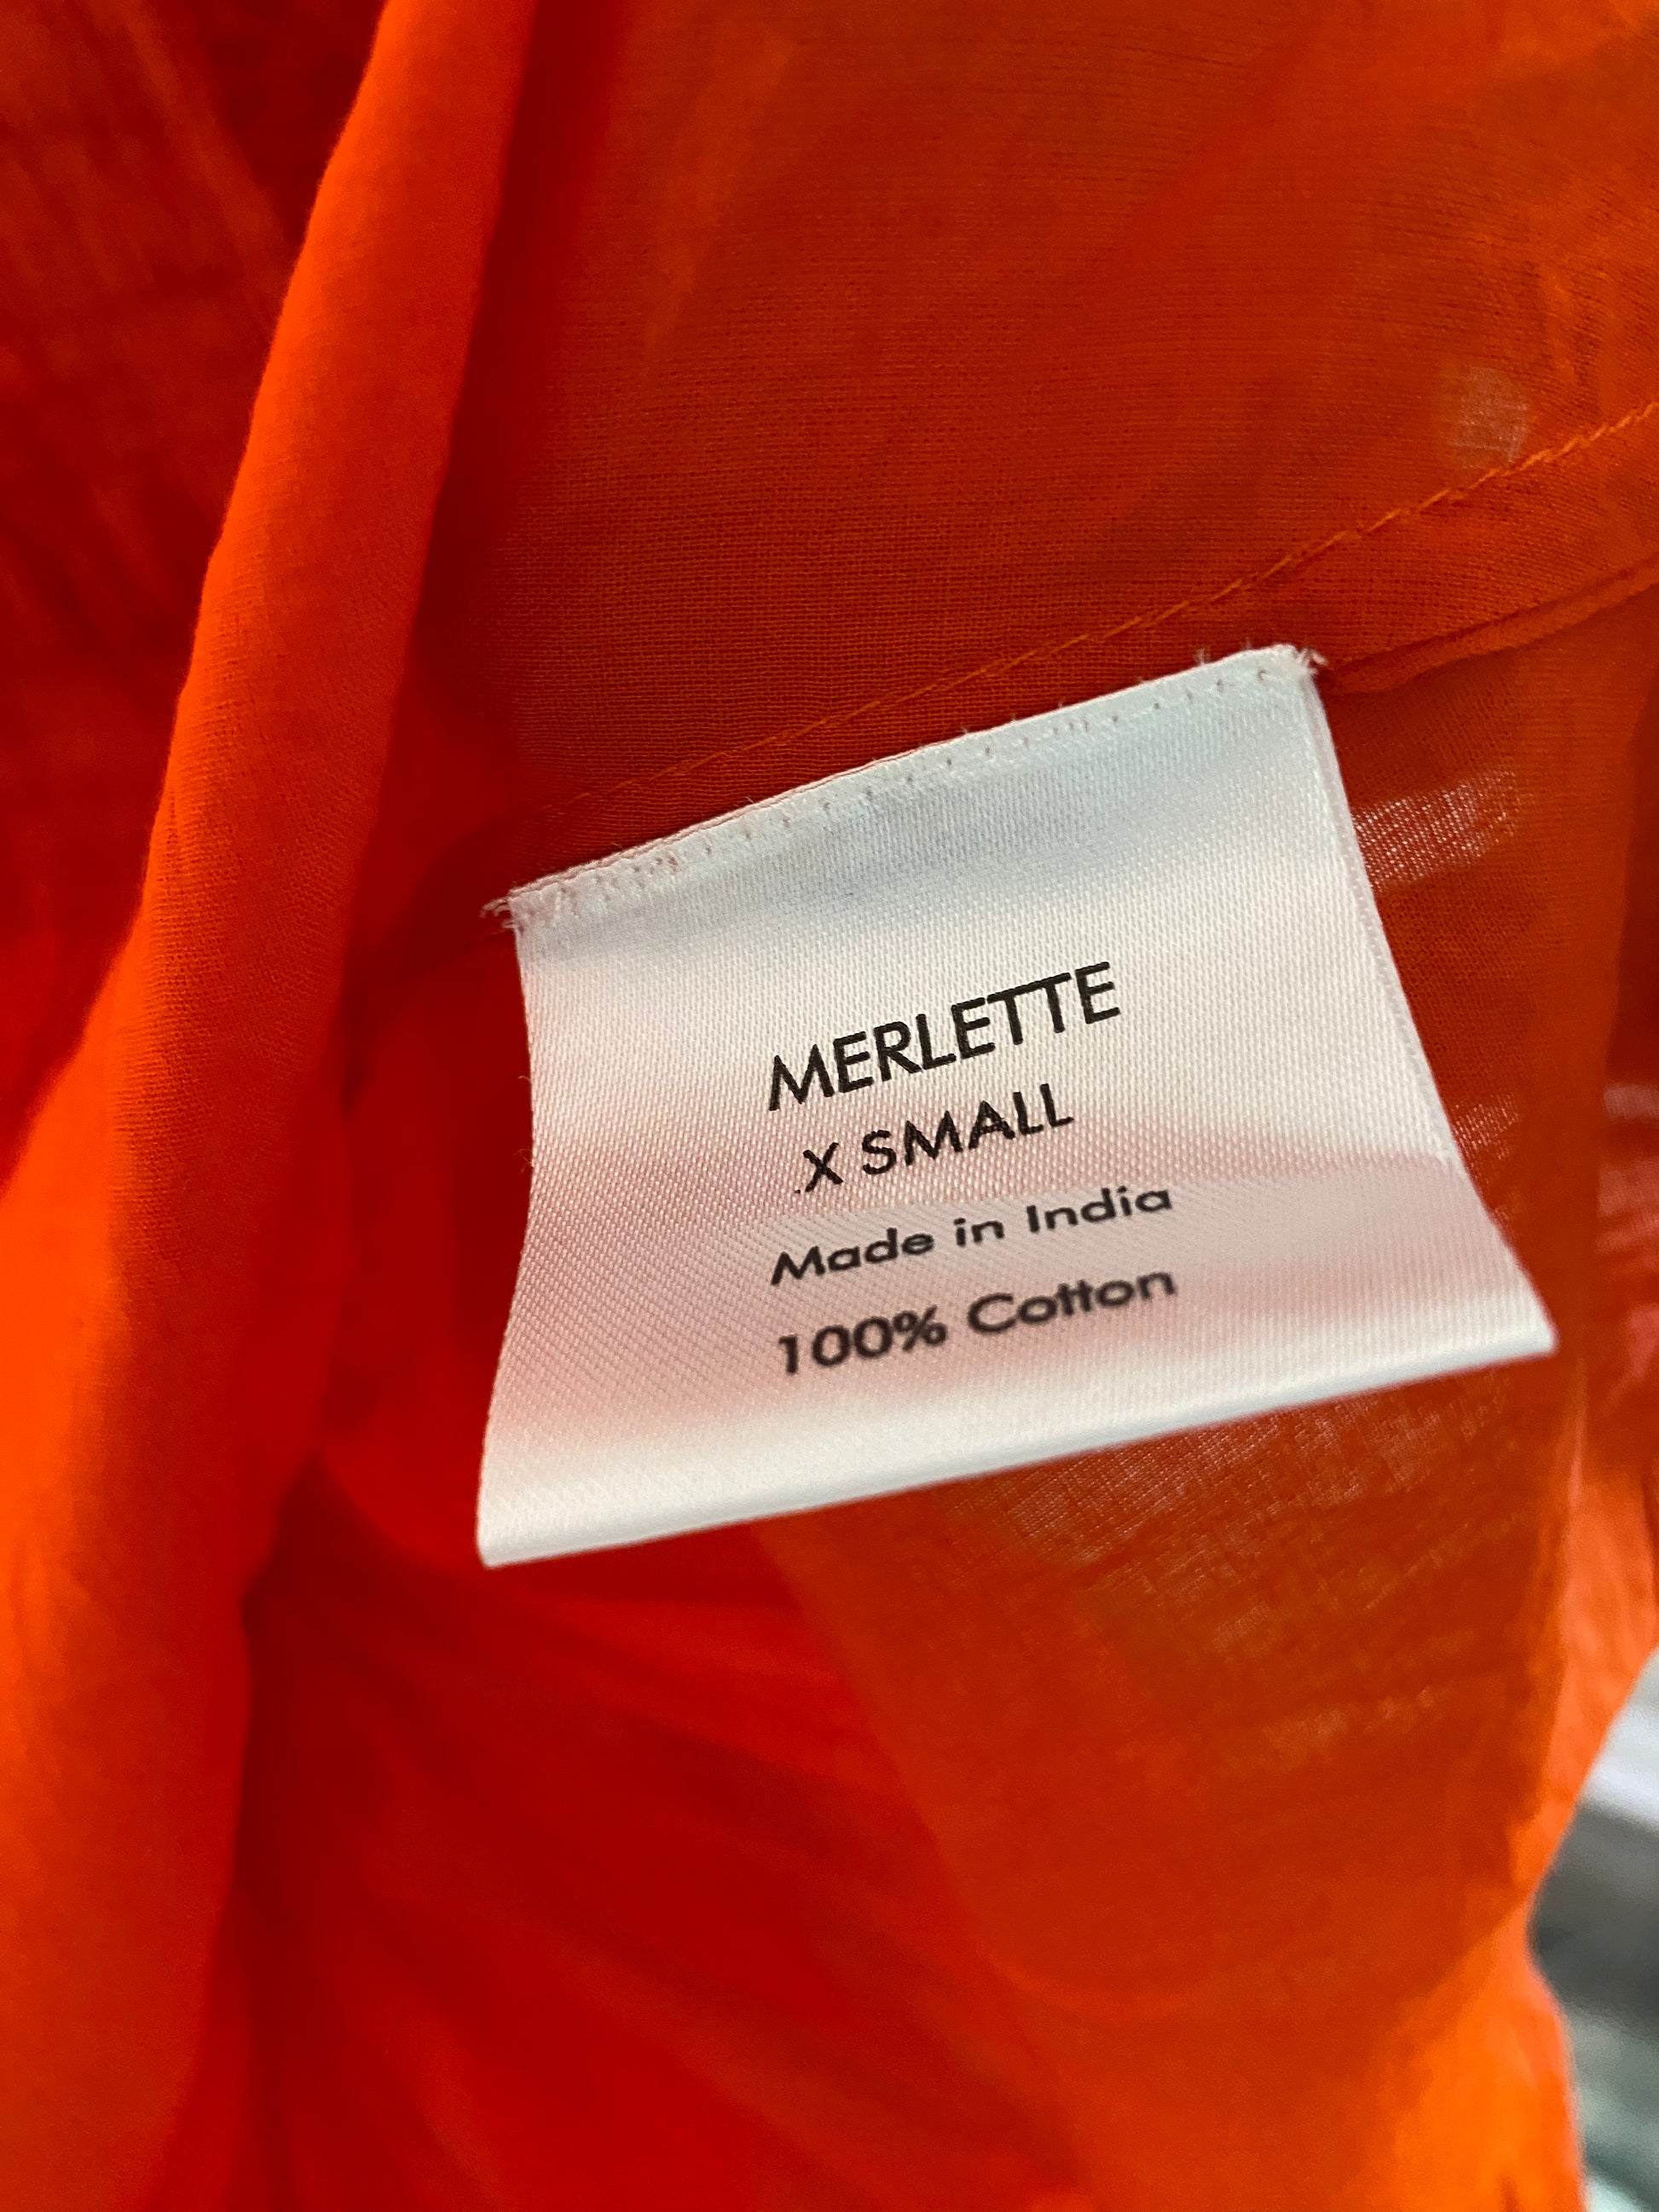 MERLETTE
X SMALL
Made in India
100% Cotton